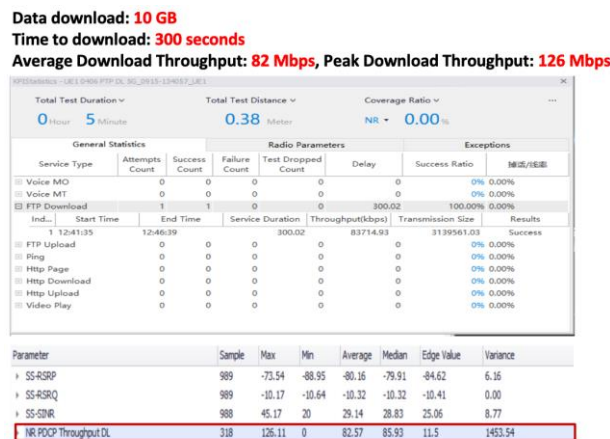 Data download: 10 GB
Time to download: 300 seconds
Average Download Throughput: 82 Mbps, Peak Download Throughput: 126 Mbps
KPIStatistics - UE1 0406 FTP DL 5G_0915-134057_UE1
Total Test Duration Total Test Distance Coverage Ratio ...
0 Hour 5 Minute 0.38 Meter NR 0.00 %
General Statistics Radio Parameters Exceptions
Service Type Attempts Count Success Count Failure Count Test Dropped Count Delay Success Ratio
Voice MO 0 0 0 0 0 0% 0.00%
Voice MT 0 0 0 0 0 0% 0.00%
FTP Download 1 1 0 0 300.02 100.00% 0.00%
Ind... Start Time End Time Service Duration Throughput(kbps) Transmission Size Results
1 12:41:35 12:46:39 300.02 83714.93 3139561.03 Success
FTP Upload 0 0 0 0 0 0% 0.00%
Ping 0 0 0 0 0 0% 0.00%
Http Page 0 0 0 0 0 0% 0.00%
Http Download 0 0 0 0 0 0% 0.00%
Http Upload 0 0 0 0 0 0% 0.00%
Video Play 0 0 0 0 0 0% 0.00%
Parameter Sample Max Min Average Median Edge Value Variance
SS-RSRP 989 -73.54 -88.95 -80.16 -79.91 -84.62 6.16
SS-RSRQ 989 -10.17 -10.64 -10.32 -10.32 -10.41 0.00
SS-SINR 988 45.17 20 29.14 28.83 25.06 8.77
NR PDCP Throughput DL 318 126.11 0 82.57 85.93 11.5 1453.54